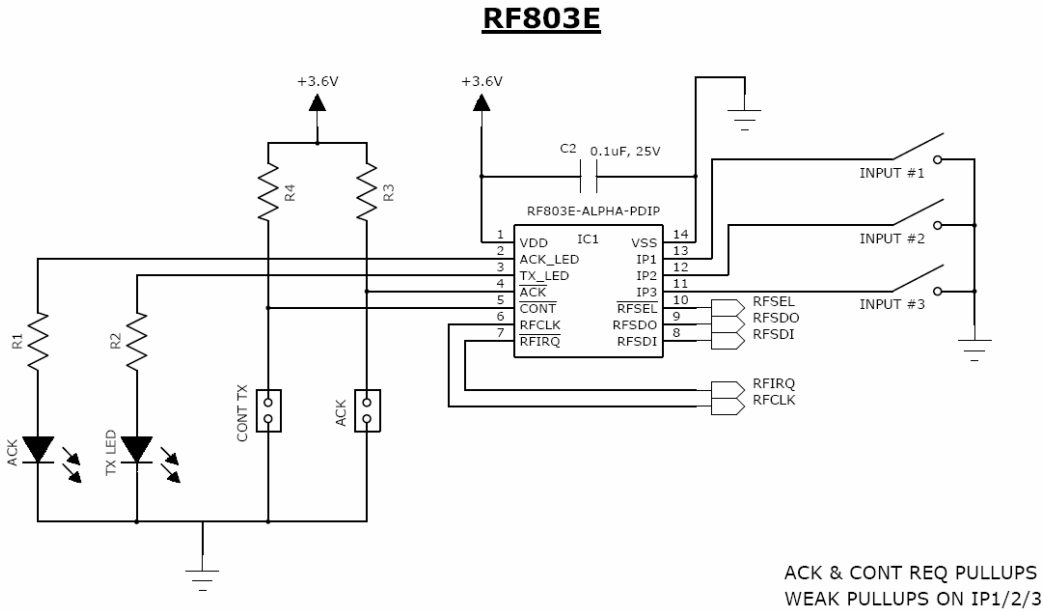 RF803E
+3.6V
+3.6V
C2
0.1uF, 25V
R4
R3
INPUT #1
RF803E-ALPHA-PDIP
IC1
1
VDD
VSS
14
2
ACK_LED
IP1
13
3
TX_LED
IP2
12
4
ACK
IP3
11
5
CONT
RFSEL
10
6
RFCLK
RFSDO
9
7
RFIRQ
RFSDI
8
INPUT #2
INPUT #3
RFSEL
RFSDO
RFSDI
R1
R2
RFIRQ
RFCLK
CONT TX
ACK
ACK
TX LED
ACK & CONT REQ PULLUPS
WEAK PULLUPS ON IP1/2/3